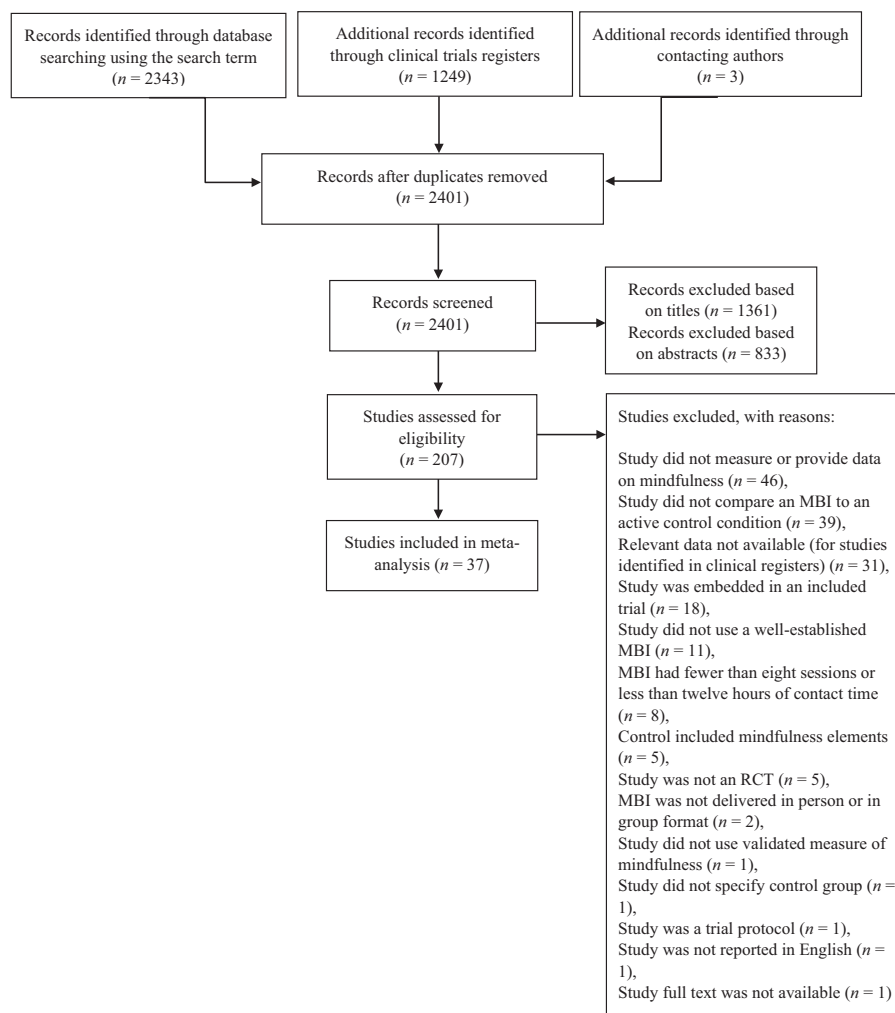 Records identified through database
searching using the search term
(n = 2343)
Additional records identified
through clinical trials registers
(n = 1249)
Additional records identified through
contacting authors
(n = 3)
Records after duplicates removed
(n = 2401)
Records screened
(n = 2401)
Records excluded based
on titles (n = 1361)
Records excluded based
on abstracts (n = 833)
Studies assessed for
eligibility
(n = 207)
Studies included in meta-
analysis (n = 37)
Studies excluded, with reasons:
Study did not measure or provide data
on mindfulness (n = 46),
Study did not compare an MBI to an
active control condition (n = 39),
Relevant data not available (for studies
identified in clinical registers) (n = 31),
Study was embedded in an included
trial (n = 18),
Study did not use a well-established
MBI (n = 11),
MBI had fewer than eight sessions or
less than twelve hours of contact time
(n = 8),
Control included mindfulness elements
(n = 5),
Study was not an RCT (n = 5),
MBI was not delivered in person or in
group format (n = 2),
Study did not use validated measure of
mindfulness (n = 1),
Study did not specify control group (n =
1),
Study was a trial protocol (n = 1),
Study was not reported in English (n =
1),
Study full text was not available (n = 1)